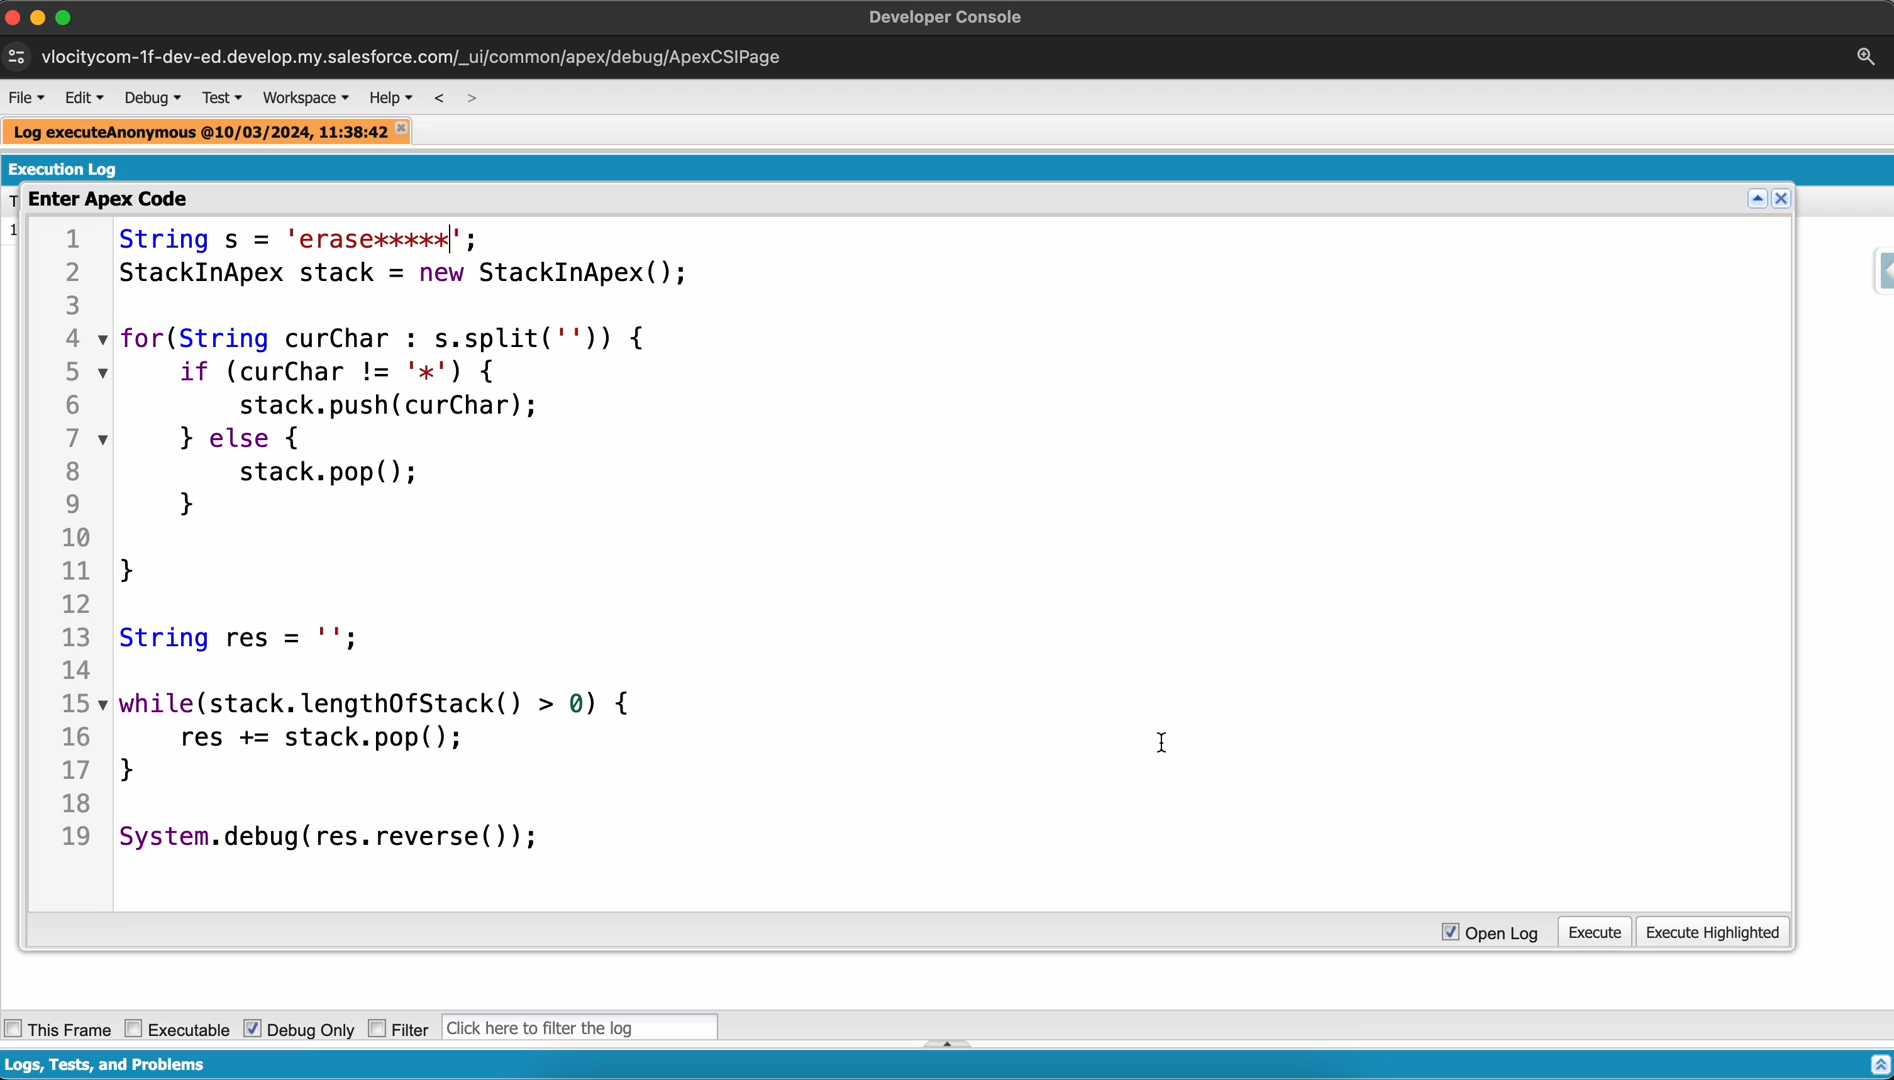 Developer Console
vlocitycom-1f-dev-ed.develop.my.salesforce.com/_ui/common/apex/debug/ApexCSIPage
File Edit Debug Test Workspace Help < >
Log executeAnonymous @10/03/2024, 11:38:42
Execution Log
T
Enter Apex Code
1
1 String s = 'erase*****';
2 StackInApex stack = new StackInApex();
3
4 for(String curChar : s.split('')) {
5     if (curChar != '*') {
6         stack.push(curChar);
7     } else {
8         stack.pop();
9     }
10
11 }
12
13 String res = '';
14
15 while(stack.lengthOfStack() > 0) {
16     res += stack.pop();
17 }
18
19 System.debug(res.reverse());
Open Log Execute Execute Highlighted
This Frame Executable Debug Only Filter Click here to filter the log
Logs, Tests, and Problems